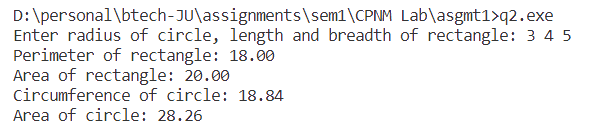 D:\personal\btech-JU\assignments\sem1\CPNM Lab\asgmt1>q2.exe
Enter radius of circle, length and breadth of rectangle: 3 4 5
Perimeter of rectangle: 18.00
Area of rectangle: 20.00
Circumference of circle: 18.84
Area of circle: 28.26